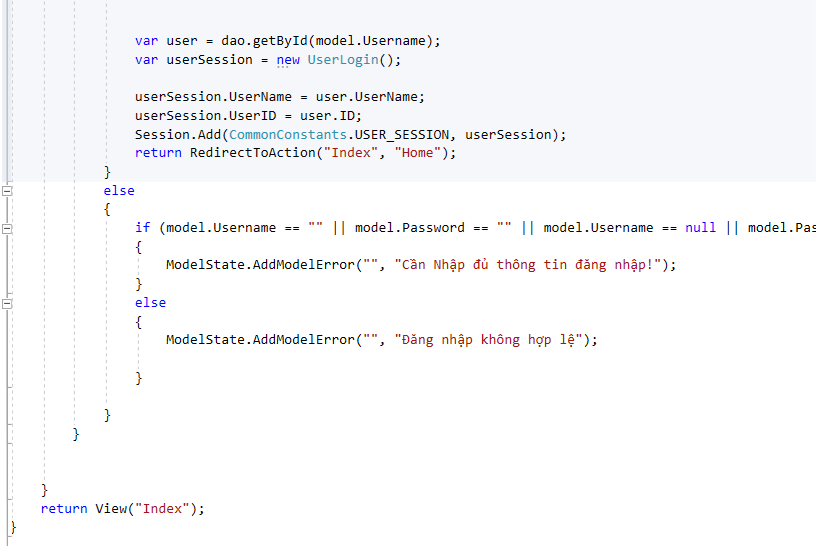 var user = dao.getById(model.Username);
var userSession = new UserLogin();
userSession.UserName = user.UserName;
userSession.UserID = user.ID;
Session.Add(CommonConstants.USER_SESSION, userSession);
return RedirectToAction("Index", "Home");
}
else
{
if (model.Username == "" || model.Password == "" || model.Username == null || model.Pas
{
ModelState.AddModelError("", "Cần Nhập đủ thông tin đăng nhập!");
}
else
{
ModelState.AddModelError("", "Đăng nhập không hợp lệ");
}
}
}
}
return View("Index");
}